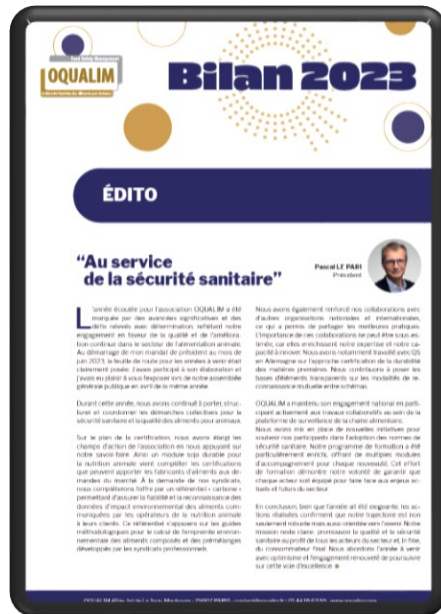 Food Safety Management
OQUALIM
Bilan 2023
ÉDITO
“Au service
de la sécurité sanitaire”
Pascal LE PABI
Président
L’année écoulée pour l’association OQUALIM a été
marquée par des avancées significatives et des
défis relevés avec détermination, reflétant notre
engagement en faveur de la qualité et de l’améliora-
tion continue dans le secteur de l’alimentation animale.
Au démarrage de mon mandat de président au mois de
juin 2023, la feuille de route pour les années à venir était
clairement posée. J’avais participé à son élaboration et
j’avais eu plaisir à vous l’exposer lors de notre assemblée
générale publique en avril de la même année.
Durant cette année, nous avons continué à porter, struc-
turer et coordonner les démarches collectives pour la
sécurité sanitaire et la qualité des aliments pour animaux.
Sur le plan de la certification, nous avons élargi les
champs d’action de l’association en nous appuyant sur
notre savoir-faire. Ainsi un module soja durable pour
la nutrition animale vient compléter les certifications
que peuvent apporter les fabricants d’aliments aux de-
mandes du marché. À la demande de nos syndicats,
nous complèterons l’offre par un référentiel « carbone »
permettant d’assurer la fiabilité et la reconnaissance des
données d’impact environnemental des aliments com-
muniquées par les opérateurs de la nutrition animale
à leurs clients. Ce référentiel s’appuiera sur les guides
méthodologiques pour le calcul de l’empreinte environ-
nementale des aliments composés et des prémélanges
développés par les syndicats professionnels.
Nous avons également renforcé nos collaborations avec
d’autres organisations nationales et internationales,
ce qui a permis de partager les meilleures pratiques.
L’importance de ces collaborations ne peut être sous-es-
timée, car elles enrichissent notre expertise et notre ca-
pacité à innover. Nous avons notamment travaillé avec QS
en Allemagne sur l’approche certification de la durabilité
des matières premières. Nous contribuons à poser les
bases d’éléments transparents sur les modalités de re-
connaissance mutuelle entre schémas.
OQUALIM a maintenu son engagement national en parti-
cipant activement aux travaux collaboratifs au sein de la
plateforme de surveillance de la chaîne alimentaire.
Nous avons mis en place de nouvelles initiatives pour
soutenir nos participants dans l’adoption des normes de
sécurité sanitaire. Notre programme de formation a été
particulièrement enrichi, offrant de multiples modules
d’accompagnement pour chaque nouveauté. Cet effort
de formation démontre notre volonté de garantir que
chaque acteur soit équipé pour faire face aux enjeux ac-
tuels et futurs du secteur.
En conclusion, bien que l’année ait été exigeante, les ac-
tions réalisées confirment que notre trajectoire est non
seulement robuste mais aussi orientée vers l’avenir. Notre
mission reste claire : promouvoir la qualité et la sécurité
sanitaire au profit de tous les acteurs du secteur et, in fine,
du consommateur final. Nous abordons l’année à venir
avec optimisme et l’engagement renouvelé de poursuivre
sur cette voie d’excellence.